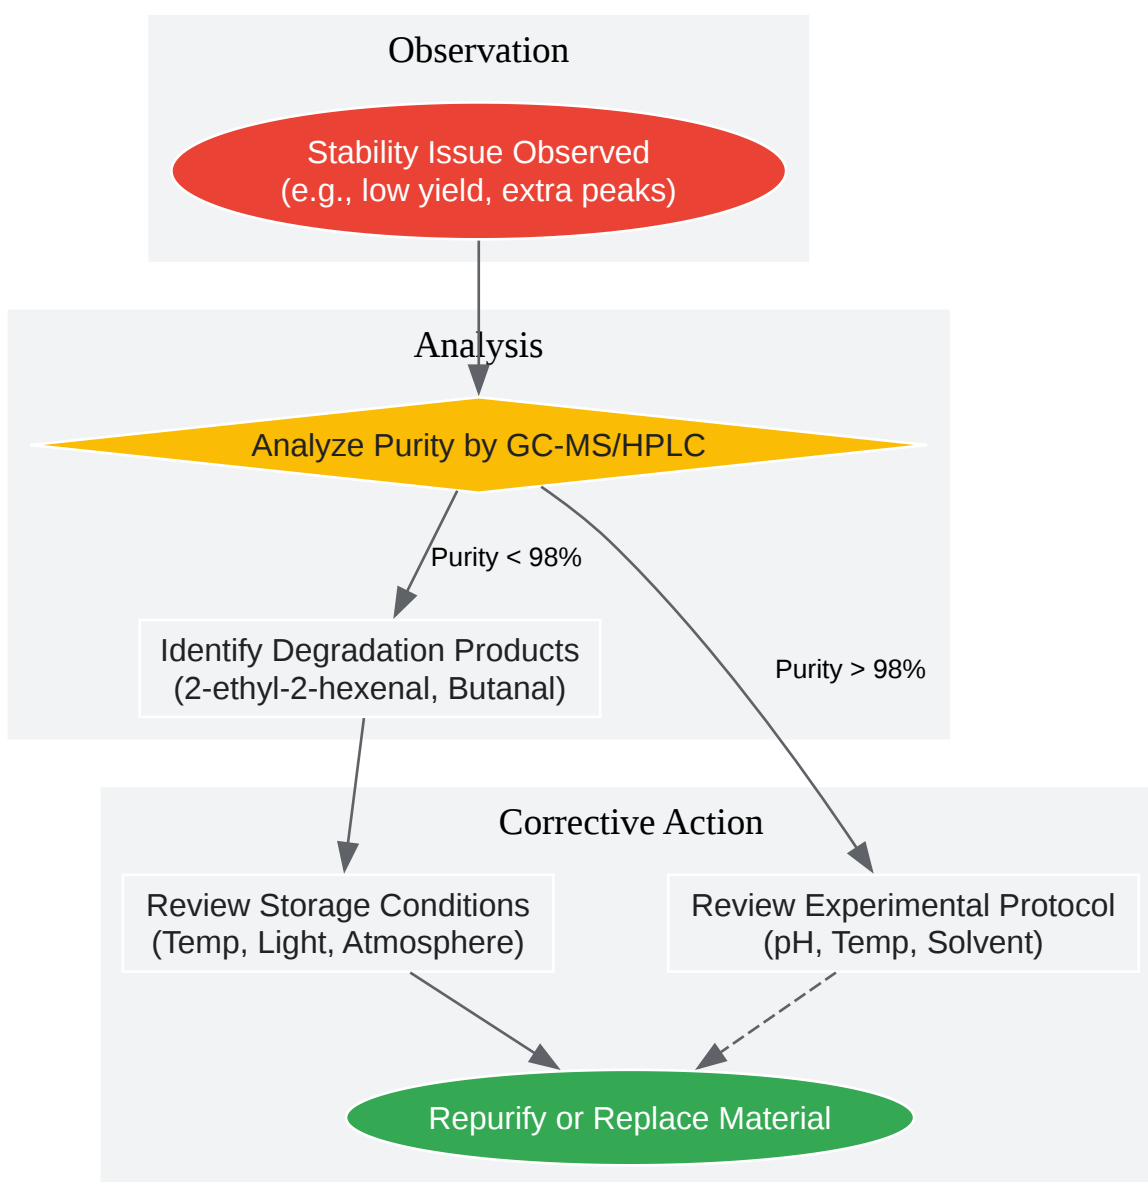 Observation
Stability Issue Observed
(e.g., low yield, extra peaks)
Analysis
Analyze Purity by GC-MS/HPLC
Purity < 98%
Identify Degradation Products
(2-ethyl-2-hexenal, Butanal)
Purity > 98%
Corrective Action
Review Storage Conditions
(Temp, Light, Atmosphere)
Review Experimental Protocol
(pH, Temp, Solvent)
Repurify or Replace Material